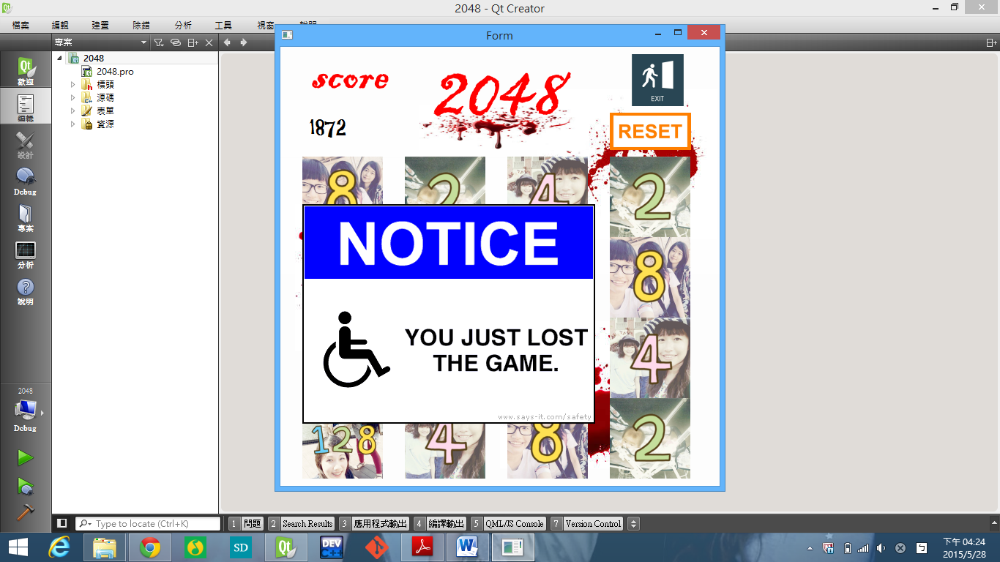 2048 - Qt Creator
檔案 編輯 建置 除錯 分析 工具 視窗 說明
Form
專案
2048
2048.pro
標頭
源碼
表單
資源
Qt
歡迎
編輯
設計
Debug
專案
分析
說明
2048
Debug
score
2048
EXIT
1872
RESET
8 2 4 2
NOTICE
8
YOU JUST LOST
THE GAME.
4
www.says-it.com/safety
128 4 8 2
Type to locate (Ctrl+K)
1 問題 2 Search Results 3 應用程式輸出 4 編譯輸出 5 QML/JS Console 7 Version Control
SD
DEV
C++
下午 04:24
2015/5/28